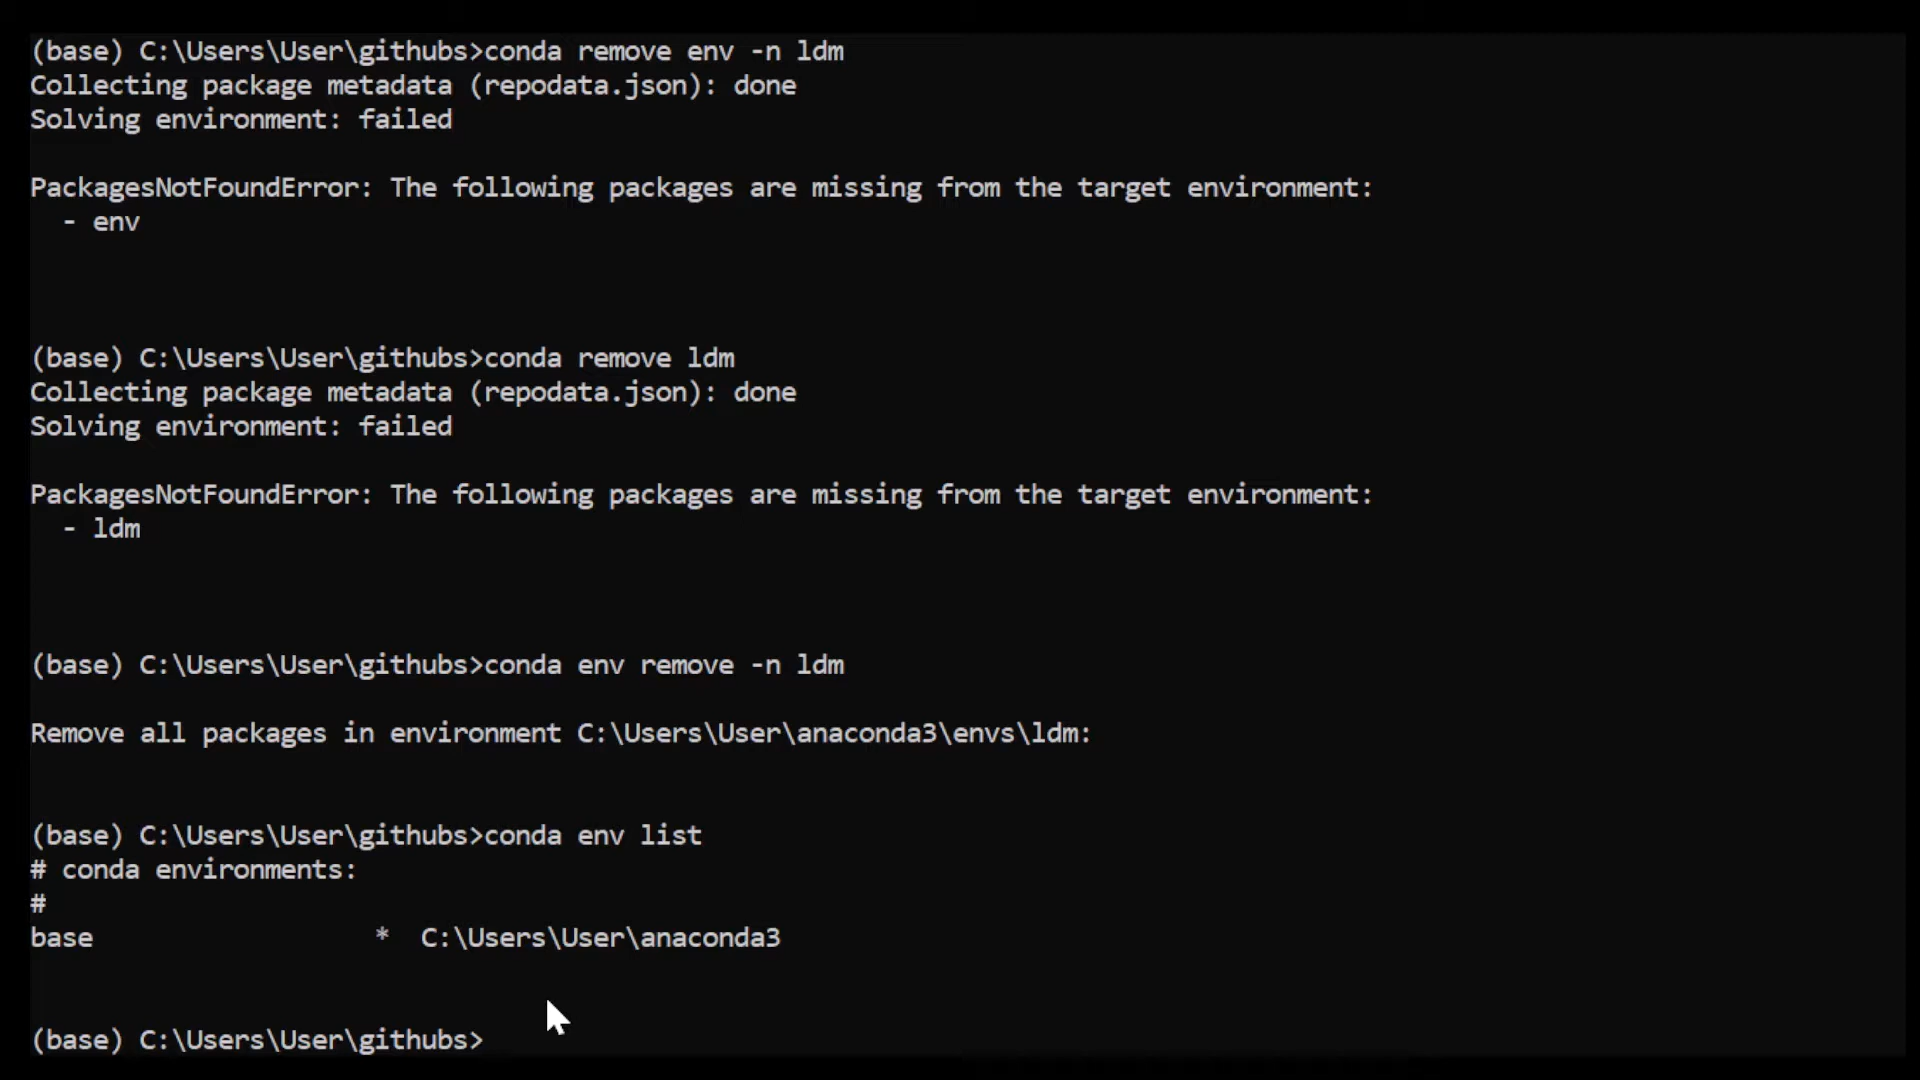 (base) C:\Users\User\githubs>conda remove env -n ldm
Collecting package metadata (repodata.json): done
Solving environment: failed
PackagesNotFoundError: The following packages are missing from the target environment:
  - env
(base) C:\Users\User\githubs>conda remove ldm
Collecting package metadata (repodata.json): done
Solving environment: failed
PackagesNotFoundError: The following packages are missing from the target environment:
  - ldm
(base) C:\Users\User\githubs>conda env remove -n ldm
Remove all packages in environment C:\Users\User\anaconda3\envs\ldm:
(base) C:\Users\User\githubs>conda env list
# conda environments:
#
base                  *  C:\Users\User\anaconda3
(base) C:\Users\User\githubs>